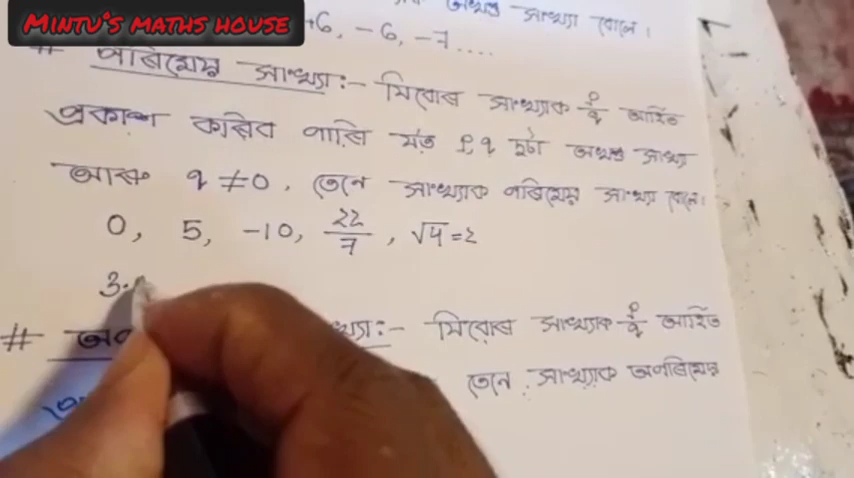 MINTU'S MATHS HOUSE
অখণ্ড সাংখ্যা বোলে।
+6, -6, -7....
# পৰিমেয় সাংখ্যা:- যিবোৰ সাংখ্যাক p/q আৰ্হিত
প্ৰকাশ কৰিব পাৰি য'ত p, q দুটা অখণ্ড সাংখ্যা
আৰু q ≠ 0, তেনে সাংখ্যাক পৰিমেয় সাংখ্যা বোলে।
0, 5, -10, 22/7, √4=2
3.
# যিবোৰ সাংখ্যাক p/q আৰ্হিত
তেনে সাংখ্যাক অপৰিমেয়